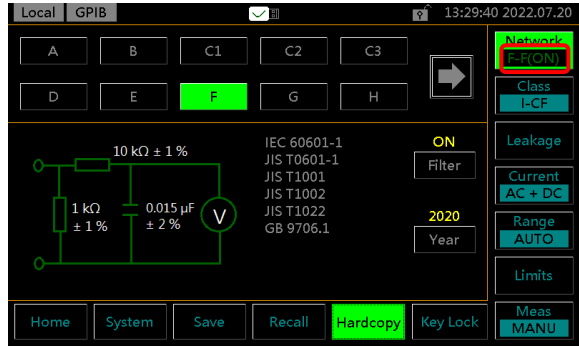 Local GPIB 13:29:40 2022.07.20
A B C1 C2 C3
D E F G H
Network
F-F(ON)
Class
I-CF
Leakage
Current
AC + DC
Range
AUTO
Limits
Meas
MANU
10 kΩ ± 1 %
1 kΩ
± 1 %
0.015 µF
± 2 %
V
IEC 60601-1
JIS T0601-1
JIS T1001
JIS T1002
JIS T1022
GB 9706.1
ON
Filter
2020
Year
Home System Save Recall Hardcopy Key Lock